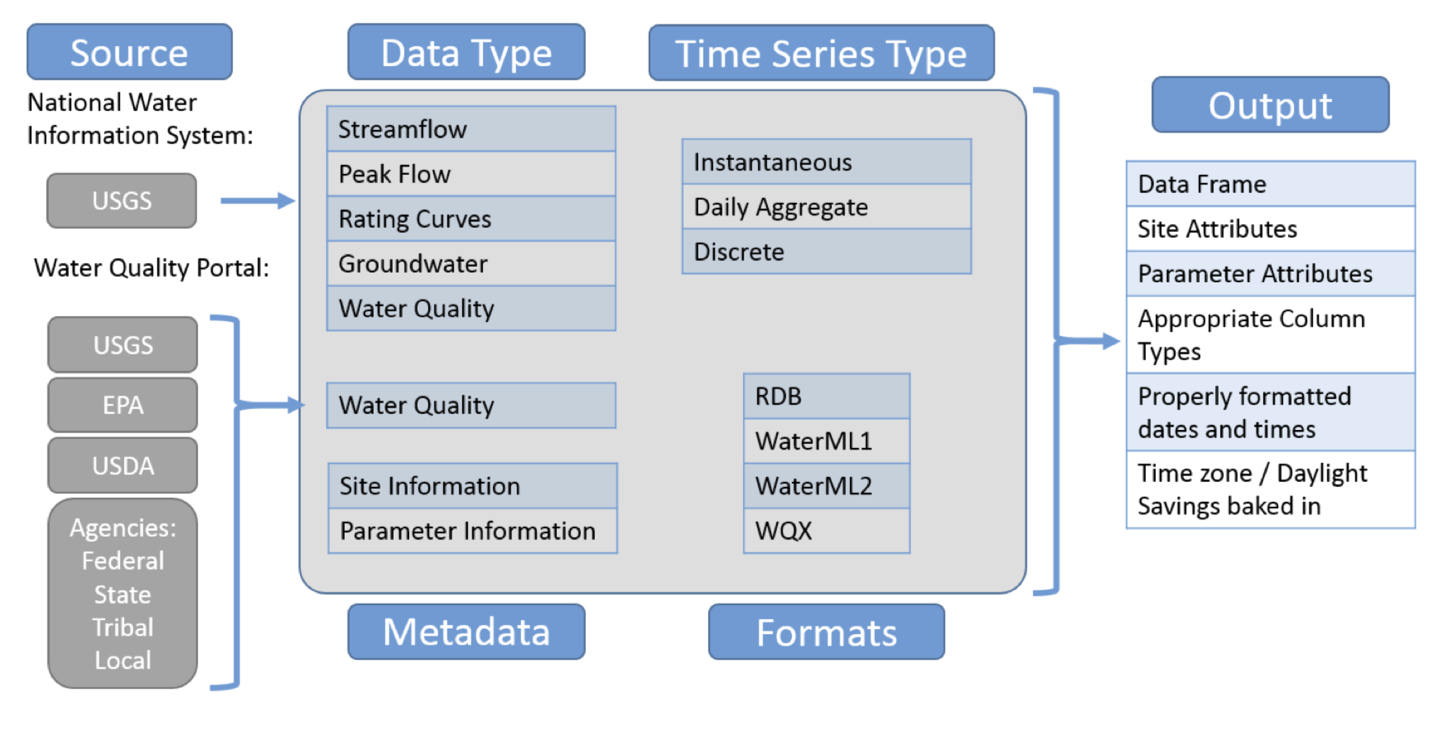 Source
National Water
Information System:
USGS
Water Quality Portal:
USGS
EPA
USDA
Agencies:
Federal
State
Tribal
Local
Data Type
Streamflow
Peak Flow
Rating Curves
Groundwater
Water Quality
Water Quality
Site Information
Parameter Information
Metadata
Time Series Type
Instantaneous
Daily Aggregate
Discrete
RDB
WaterML1
WaterML2
WQX
Formats
Output
Data Frame
Site Attributes
Parameter Attributes
Appropriate Column
Types
Properly formatted
dates and times
Time zone / Daylight
Savings baked in